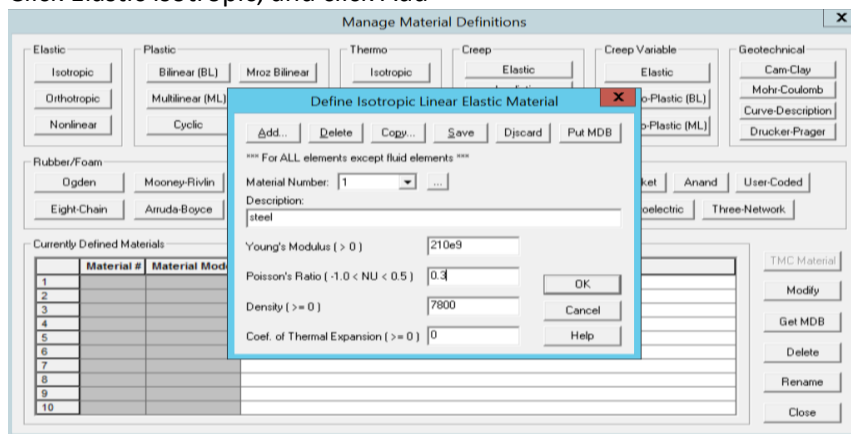 Click Elastic Isotropic, and click Add
Manage Material Definitions
X
Elastic
Plastic
Thermo
Creep
Creep Variable
Geotechnical
Isotropic
Bilinear (BL)
Mroz Bilinear
Isotropic
Elastic
Elastic
Cam-Clay
Orthotropic
Multilinear (ML)
o-Plastic (BL)
Mohr-Coulomb
Curve-Description
Nonlinear
Cyclic
o-Plastic (ML)
Drucker-Prager
Define Isotropic Linear Elastic Material
X
Add...
Delete
Copy...
Save
Discard
Put MDB
*** For ALL elements except fluid elements ***
Material Number:
1
...
Description:
steel
Young's Modulus ( > 0 )
210e9
Poisson's Ratio ( -1.0 < NU < 0.5 )
0.3
Density ( >= 0 )
7800
Coef. of Thermal Expansion ( >= 0 )
0
OK
Cancel
Help
Rubber/Foam
Ogden
Mooney-Rivlin
ket
Anand
User-Coded
Eight-Chain
Arruda-Boyce
oelectric
Three-Network
Currently Defined Materials
Material #
Material Mod
1
2
3
4
5
6
7
8
9
10
TMC Material
Modify
Get MDB
Delete
Rename
Close